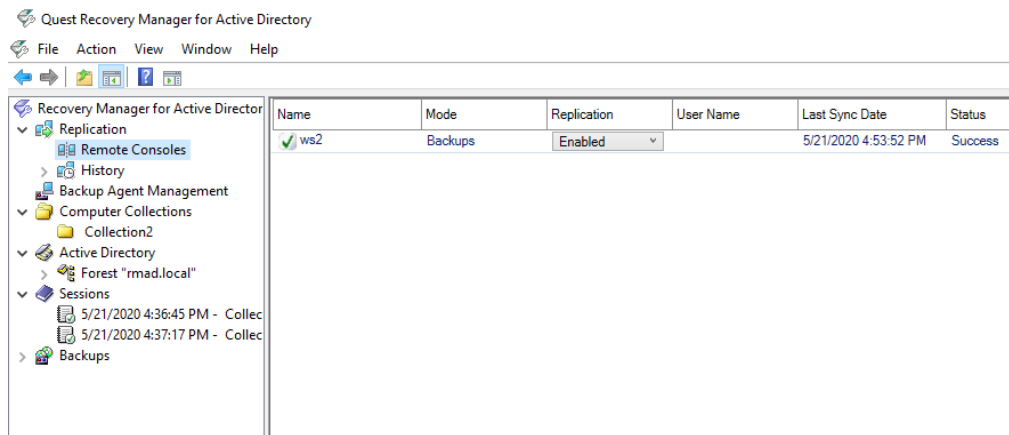 Quest Recovery Manager for Active Directory
File Action View Window Help
Recovery Manager for Active Director
Replication
Remote Consoles
History
Backup Agent Management
Computer Collections
Collection2
Active Directory
Forest "rmad.local"
Sessions
5/21/2020 4:36:45 PM - Collec
5/21/2020 4:37:17 PM - Collec
Backups
Name Mode Replication User Name Last Sync Date Status
ws2 Backups Enabled 5/21/2020 4:53:52 PM Success